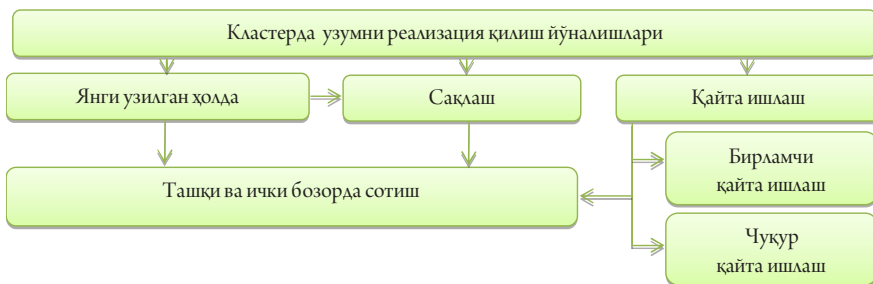 Кластерда узумни реализация қилиш йўналишлари
Янги узилган ҳолда
Сақлаш
Қайта ишлаш
Ташқи ва ички бозорда сотиш
Бирламчи
қайта ишлаш
Чуқур
қайта ишлаш